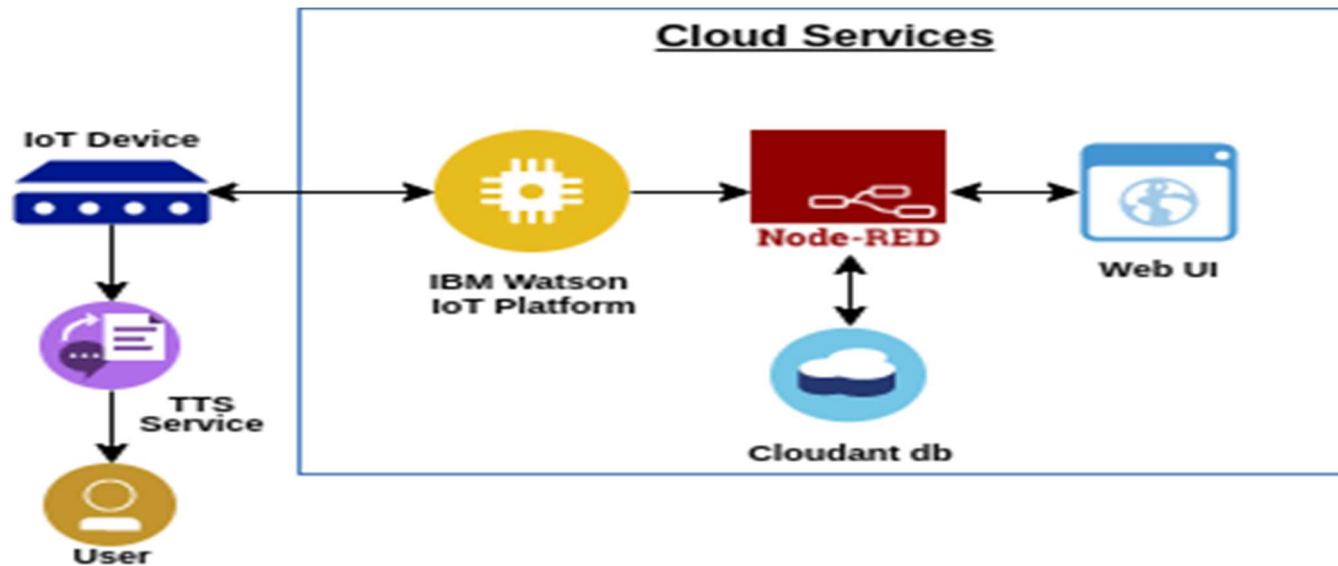 Cloud Services
IoT Device
Node-RED
IBM Watson
IoT Platform
Web UI
TTS
Service
Cloudant db
User